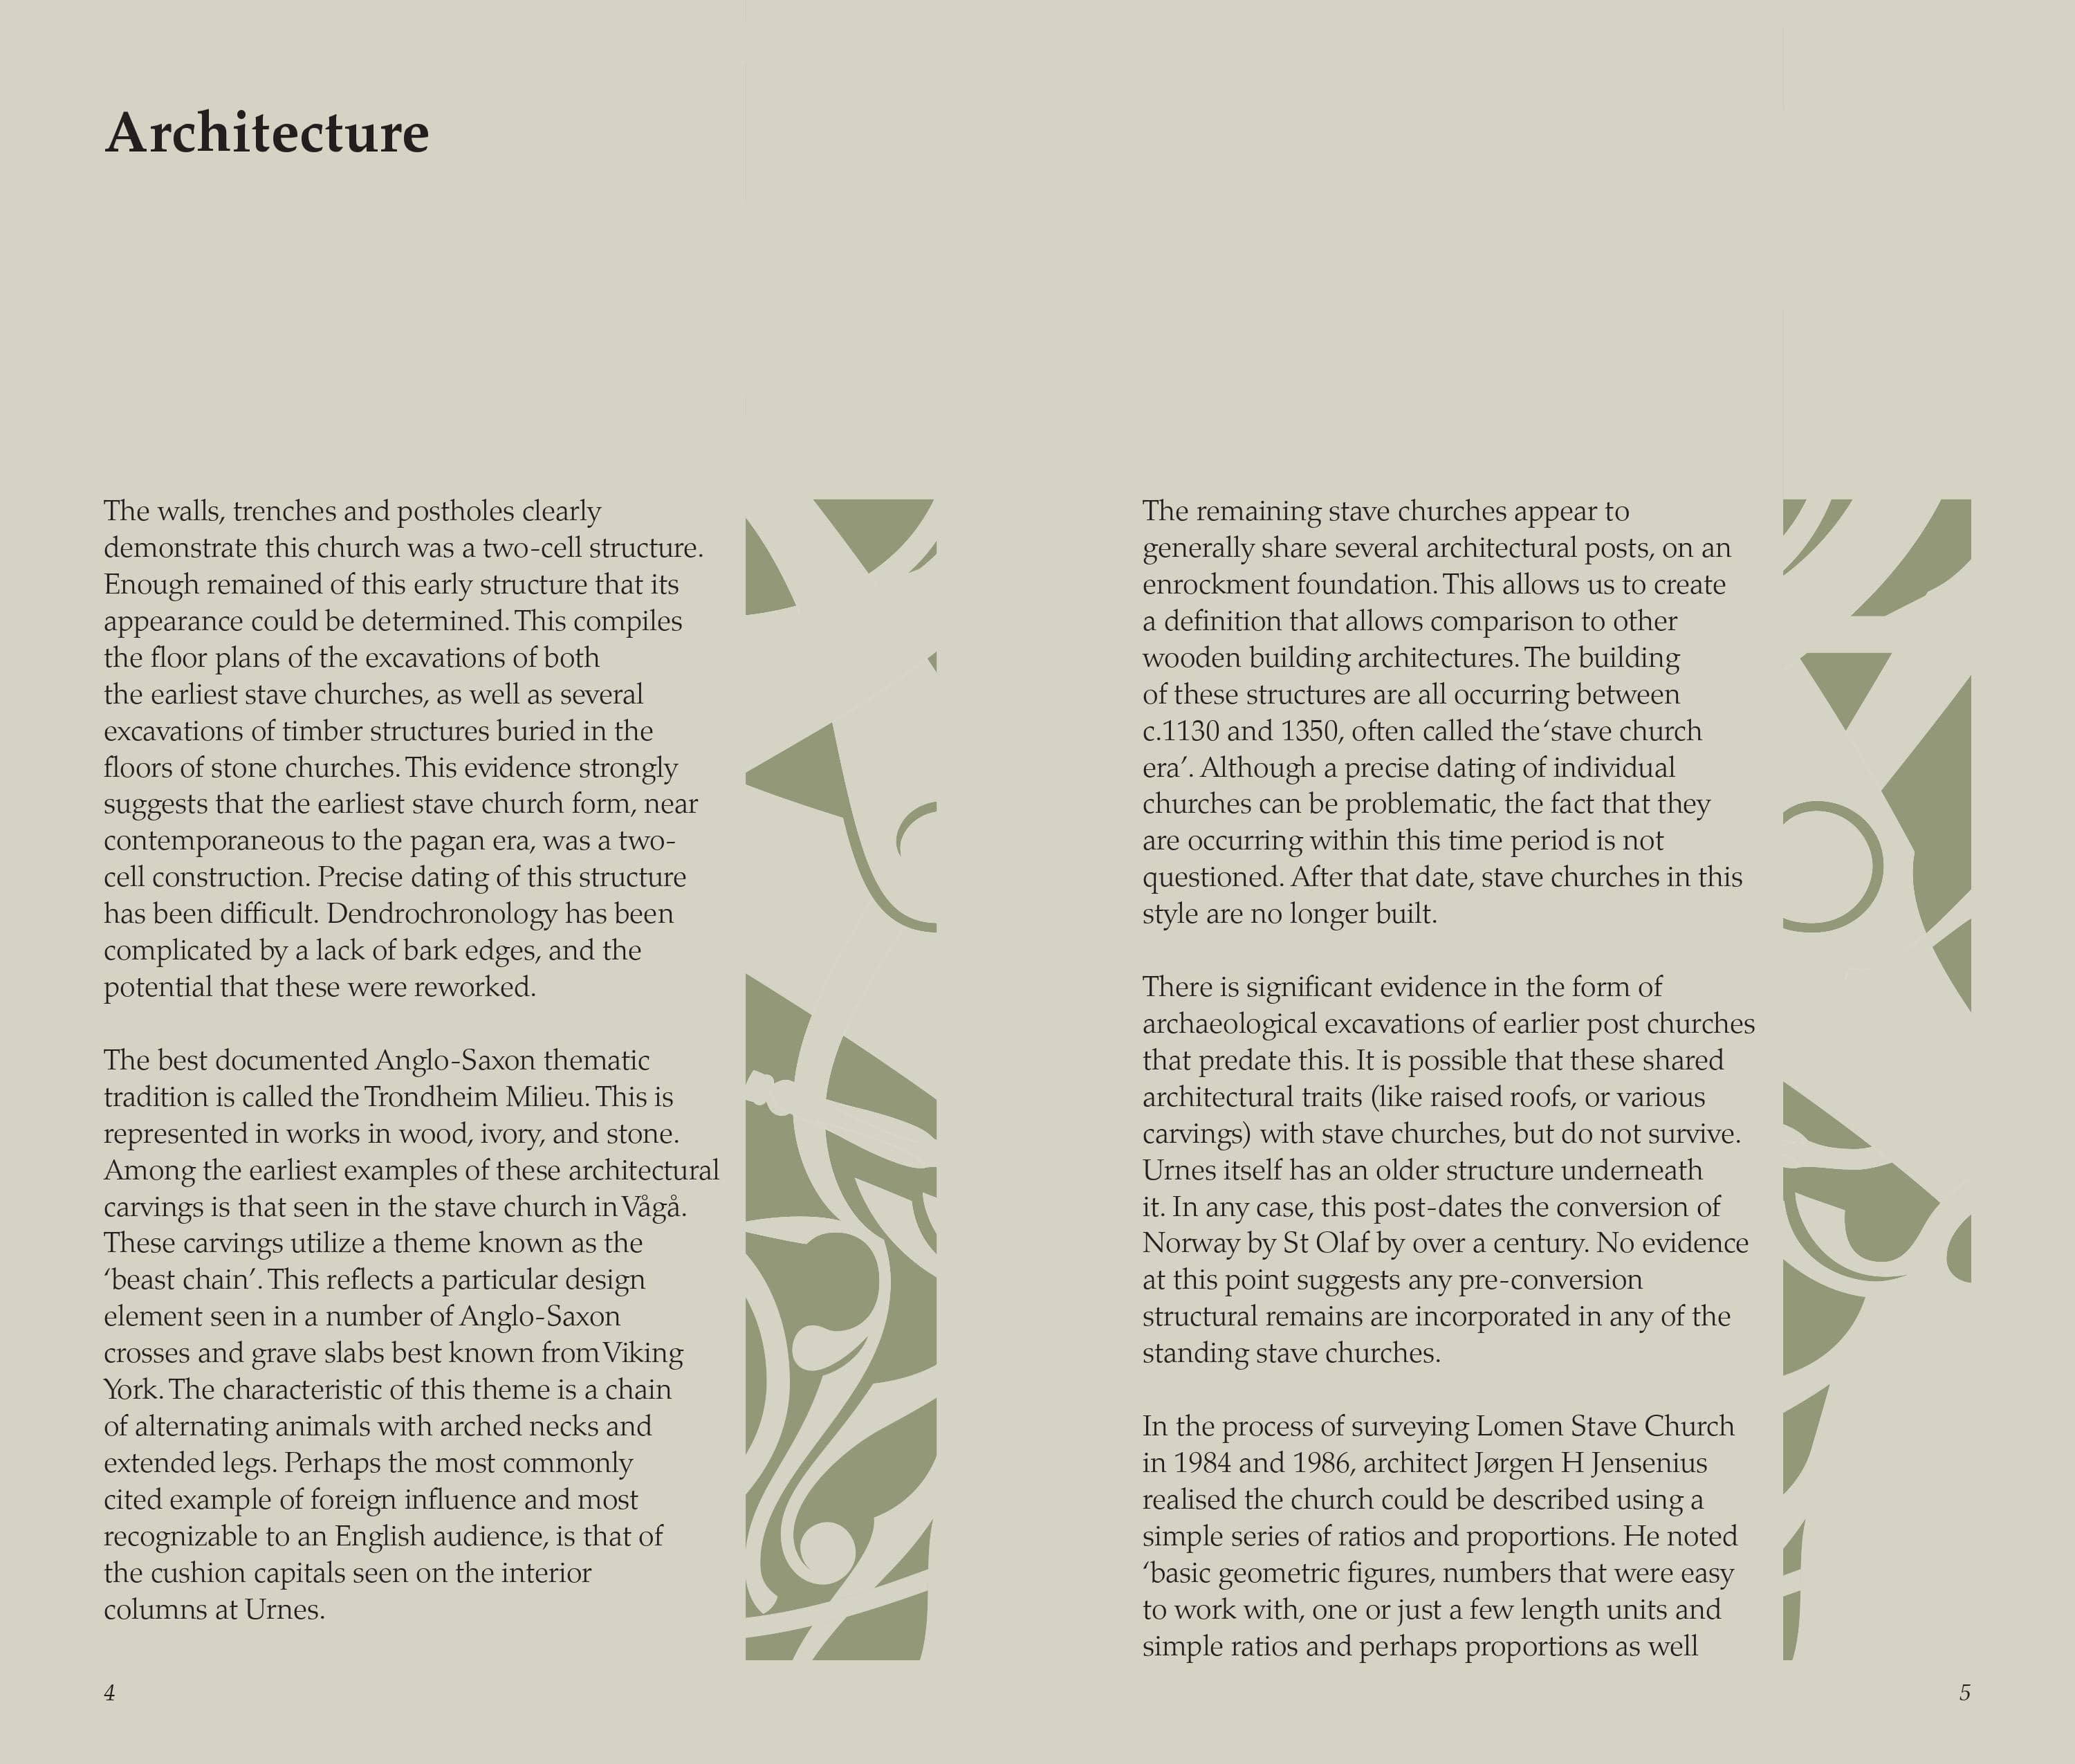 Architecture
The walls, trenches and postholes clearly
demonstrate this church was a two-cell structure.
Enough remained of this early structure that its
appearance could be determined. This compiles
the floor plans of the excavations of both
the earliest stave churches, as well as several
excavations of timber structures buried in the
floors of stone churches. This evidence strongly
suggests that the earliest stave church form, near
contemporaneous to the pagan era, was a two-
cell construction. Precise dating of this structure
has been difficult. Dendrochronology has been
complicated by a lack of bark edges, and the
potential that these were reworked.
The best documented Anglo-Saxon thematic
tradition is called the Trondheim Milieu. This is
represented in works in wood, ivory, and stone.
Among the earliest examples of these architectural
carvings is that seen in the stave church in Vågå.
These carvings utilize a theme known as the
‘beast chain’. This reflects a particular design
element seen in a number of Anglo-Saxon
crosses and grave slabs best known from Viking
York. The characteristic of this theme is a chain
of alternating animals with arched necks and
extended legs. Perhaps the most commonly
cited example of foreign influence and most
recognizable to an English audience, is that of
the cushion capitals seen on the interior
columns at Urnes.
4
The remaining stave churches appear to
generally share several architectural posts, on an
enrockment foundation. This allows us to create
a definition that allows comparison to other
wooden building architectures. The building
of these structures are all occurring between
c.1130 and 1350, often called the ‘stave church
era’. Although a precise dating of individual
churches can be problematic, the fact that they
are occurring within this time period is not
questioned. After that date, stave churches in this
style are no longer built.
There is significant evidence in the form of
archaeological excavations of earlier post churches
that predate this. It is possible that these shared
architectural traits (like raised roofs, or various
carvings) with stave churches, but do not survive.
Urnes itself has an older structure underneath
it. In any case, this post-dates the conversion of
Norway by St Olaf by over a century. No evidence
at this point suggests any pre-conversion
structural remains are incorporated in any of the
standing stave churches.
In the process of surveying Lomen Stave Church
in 1984 and 1986, architect Jørgen H Jensenius
realised the church could be described using a
simple series of ratios and proportions. He noted
‘basic geometric figures, numbers that were easy
to work with, one or just a few length units and
simple ratios and perhaps proportions as well
5